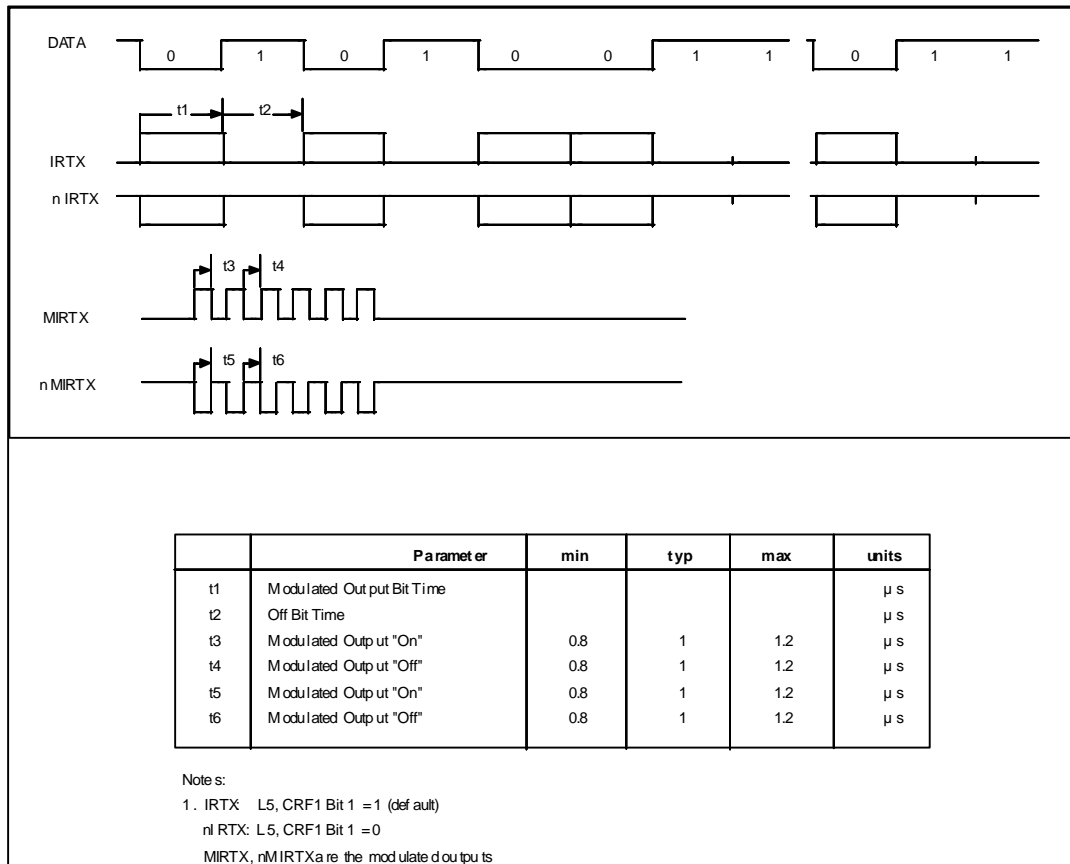 DATA 0 1 0 1 0 0 1 1 0 1 1
t1 t2
IRTX
n IRTX
t3 t4
MIRTX
t5 t6
nMIRTX
Parameter min typ max units
t1 Modulated Output Bit Time µs
t2 Off Bit Time µs
t3 Modulated Output "On" 0.8 1 1.2 µs
t4 Modulated Output "Off" 0.8 1 1.2 µs
t5 Modulated Output "On" 0.8 1 1.2 µs
t6 Modulated Output "Off" 0.8 1 1.2 µs
Notes:
1. IRTX: L5, CRF1 Bit 1 = 1 (default)
nIRTX: L5, CRF1 Bit 1 = 0
MIRTX, nMIRTX are the modulated outputs